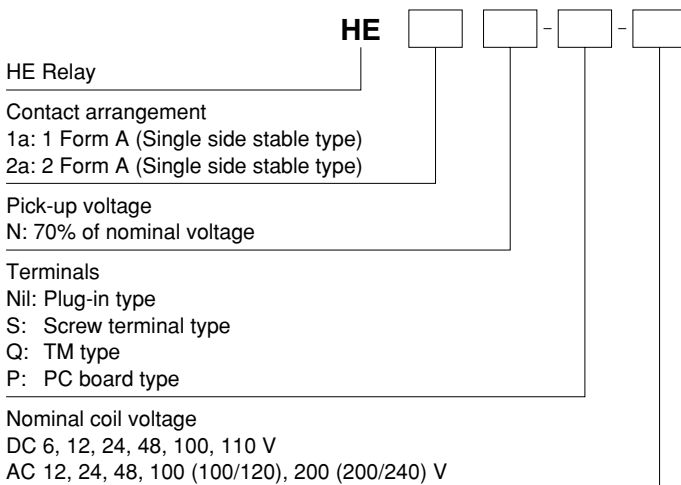 HE - -
HE Relay
Contact arrangement
1a: 1 Form A (Single side stable type)
2a: 2 Form A (Single side stable type)
Pick-up voltage
N: 70% of nominal voltage
Terminals
Nil: Plug-in type
S: Screw terminal type
Q: TM type
P: PC board type
Nominal coil voltage
DC 6, 12, 24, 48, 100, 110 V
AC 12, 24, 48, 100 (100/120), 200 (200/240) V